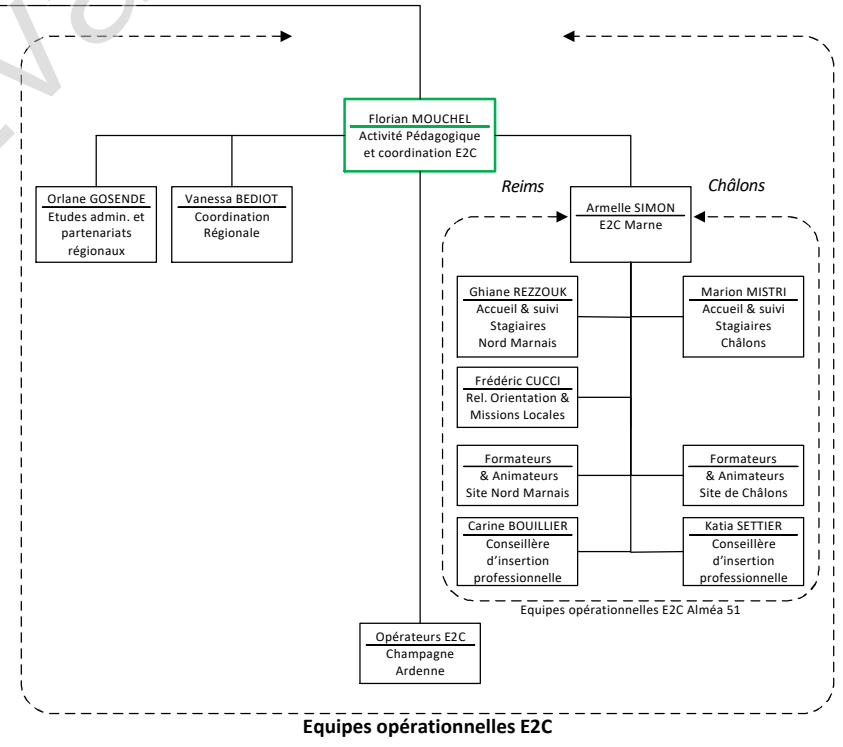 Florian MOUCHEL
Activité Pédagogique
et coordination E2C
Orlane GOSENDE
Etudes admin. et
partenariats
régionaux
Vanessa BEDIOT
Coordination
Régionale
Reims
Châlons
Armelle SIMON
E2C Marne
Ghiane REZZOUK
Accueil & suivi
Stagiaires
Nord Marnais
Marion MISTRI
Accueil & suivi
Stagiaires
Châlons
Frédéric CUCCI
Rel. Orientation &
Missions Locales
Formateurs
& Animateurs
Site Nord Marnais
Formateurs
& Animateurs
Site de Châlons
Carine BOUILLIER
Conseillère
d'insertion
professionnelle
Katia SETTIER
Conseillère
d'insertion
professionnelle
Equipes opérationnelles E2C Alméa 51
Opérateurs E2C
Champagne
Ardenne
Equipes opérationnelles E2C